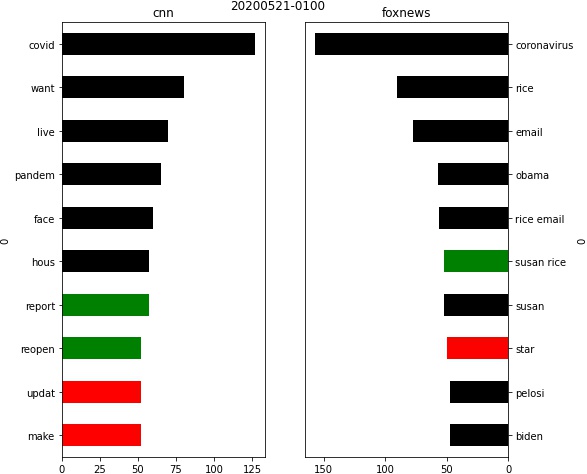 20200521-0100
cnn
foxnews
covid
want
live
pandem
face
hous
report
reopen
updat
make
0
0 25 50 75 100 125
coronavirus
rice
email
obama
rice email
susan rice
susan
star
pelosi
biden
0
150 100 50 0